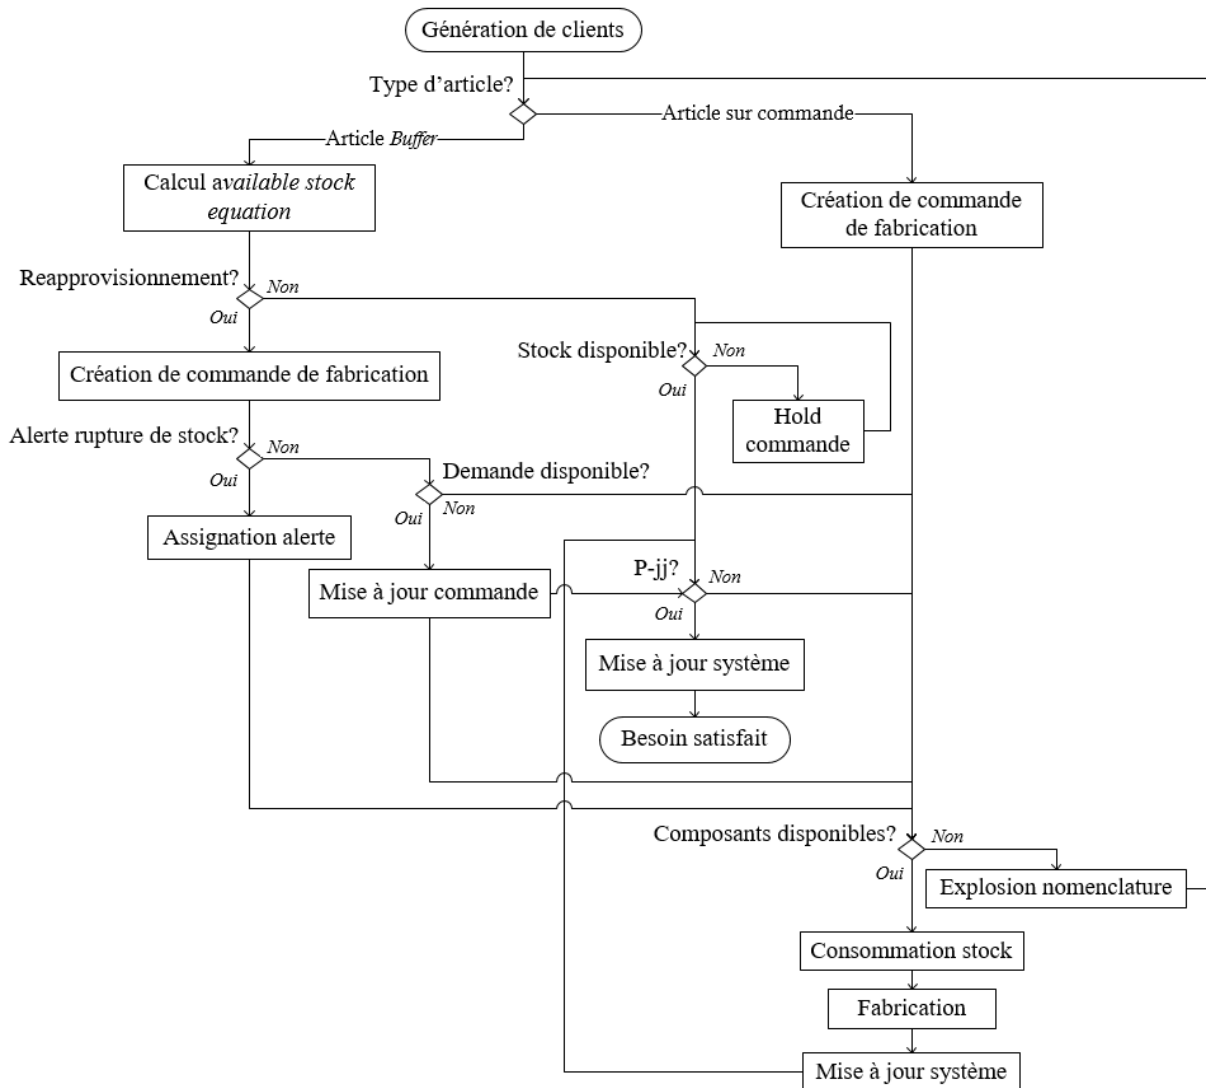 Génération de clients
Type d’article?
Article sur commande
Article Buffer
Calcul available stock
equation
Création de commande
de fabrication
Reapprovisionnement?
Non
Oui
Stock disponible?
Non
Oui
Création de commande de fabrication
Hold
commande
Alerte rupture de stock?
Non
Oui
Demande disponible?
Oui
Non
Assignation alerte
P-jj?
Non
Oui
Mise à jour commande
Mise à jour système
Besoin satisfait
Composants disponibles?
Non
Oui
Explosion nomenclature
Consommation stock
Fabrication
Mise à jour système